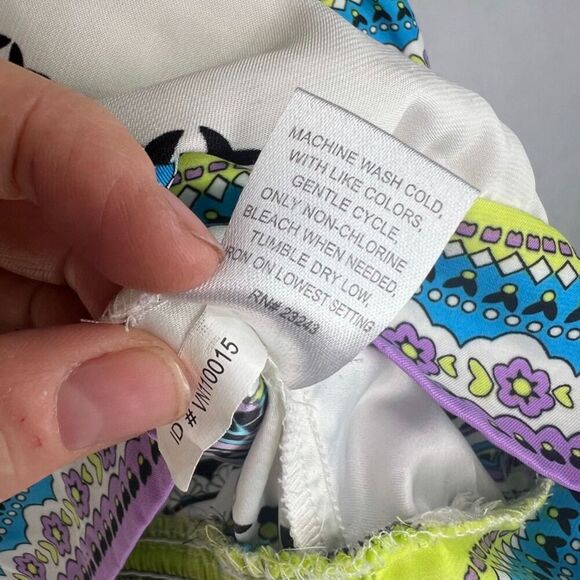 MACHINE WASH COLD,
WITH LIKE COLORS,
GENTLE CYCLE,
ONLY NON-CHLORINE
BLEACH WHEN NEEDED,
TUMBLE DRY LOW,
IRON ON LOWEST SETTING
RN# 23243
ID # VN110015